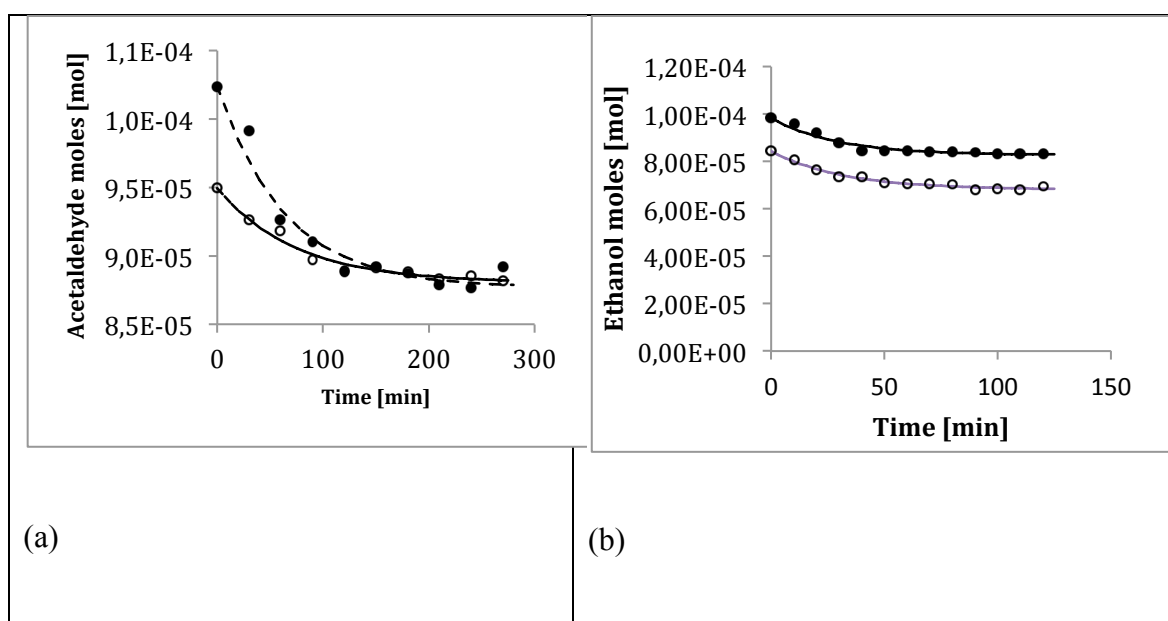 Acetaldehyde moles [mol]
1,1E-04
1,0E-04
9,5E-05
9,0E-05
8,5E-05
0
100
200
300
Time [min]
(a)
Ethanol moles [mol]
1,20E-04
1,00E-04
8,00E-05
6,00E-05
4,00E-05
2,00E-05
0,00E+00
0
50
100
150
Time [min]
(b)